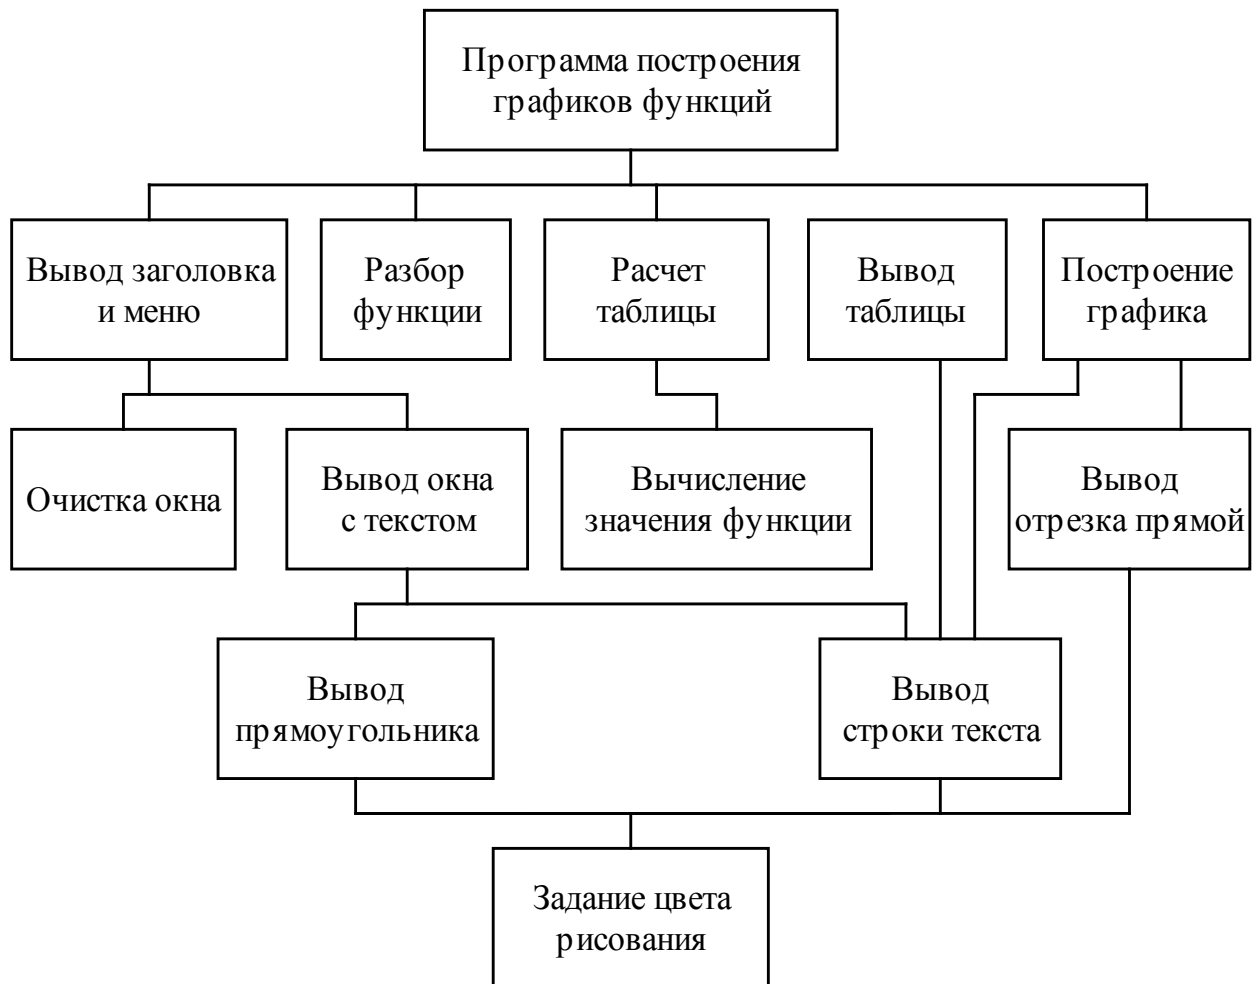 Программа построения
графиков функций
Вывод заголовка
и меню
Разбор
функции
Расчет
таблицы
Вывод
таблицы
Построение
графика
Очистка окна
Вывод окна
с текстом
Вычисление
значения функции
Вывод
отрезка прямой
Вывод
прямоугольника
Вывод
строки текста
Задание цвета
рисования